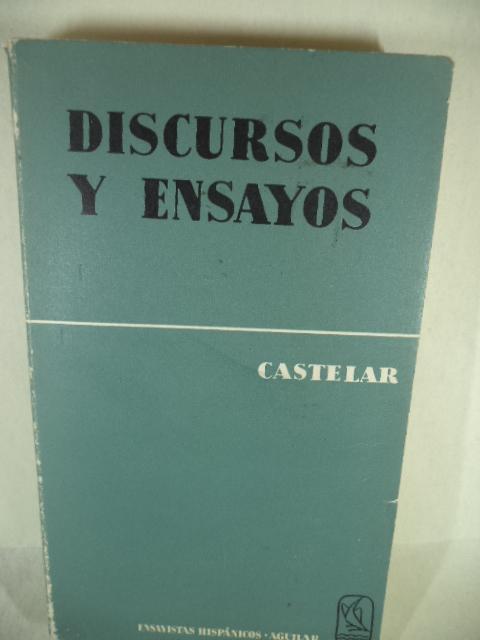 DISCURSOS
Y ENSAYOS
CASTELAR
ENSAYISTAS HISPÁNICOS · AGUILAR